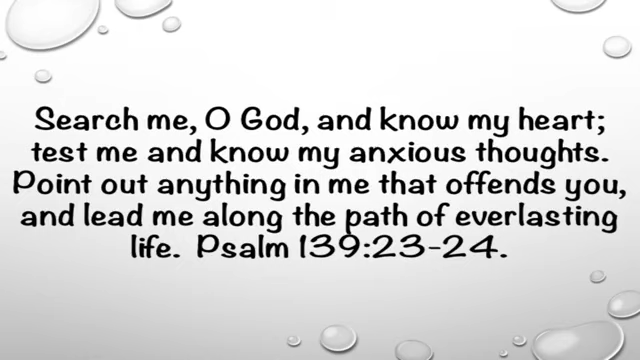 Search me, O God, and know my heart;
test me and know my anxious thoughts.
Point out anything in me that offends you,
and lead me along the path of everlasting
life.  Psalm 139:23-24.